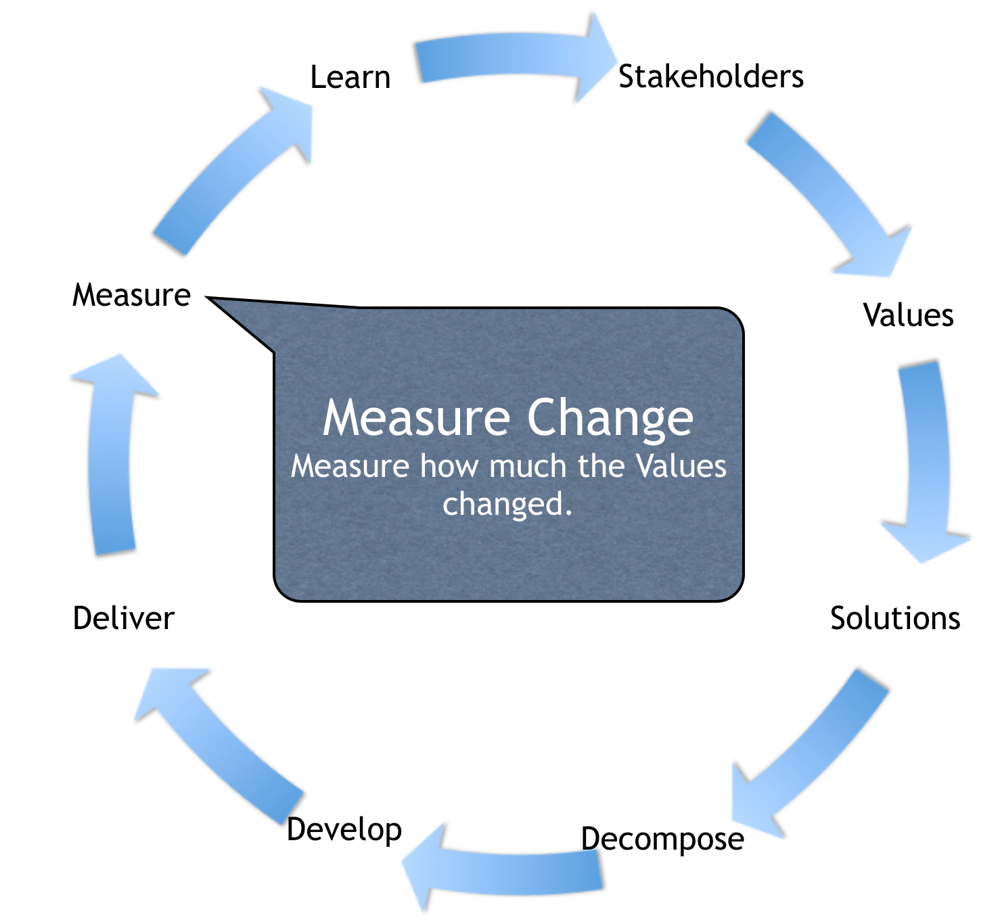 Learn
Stakeholders
Measure
Values
Measure Change
Measure how much the Values
changed.
Deliver
Solutions
Develop
Decompose